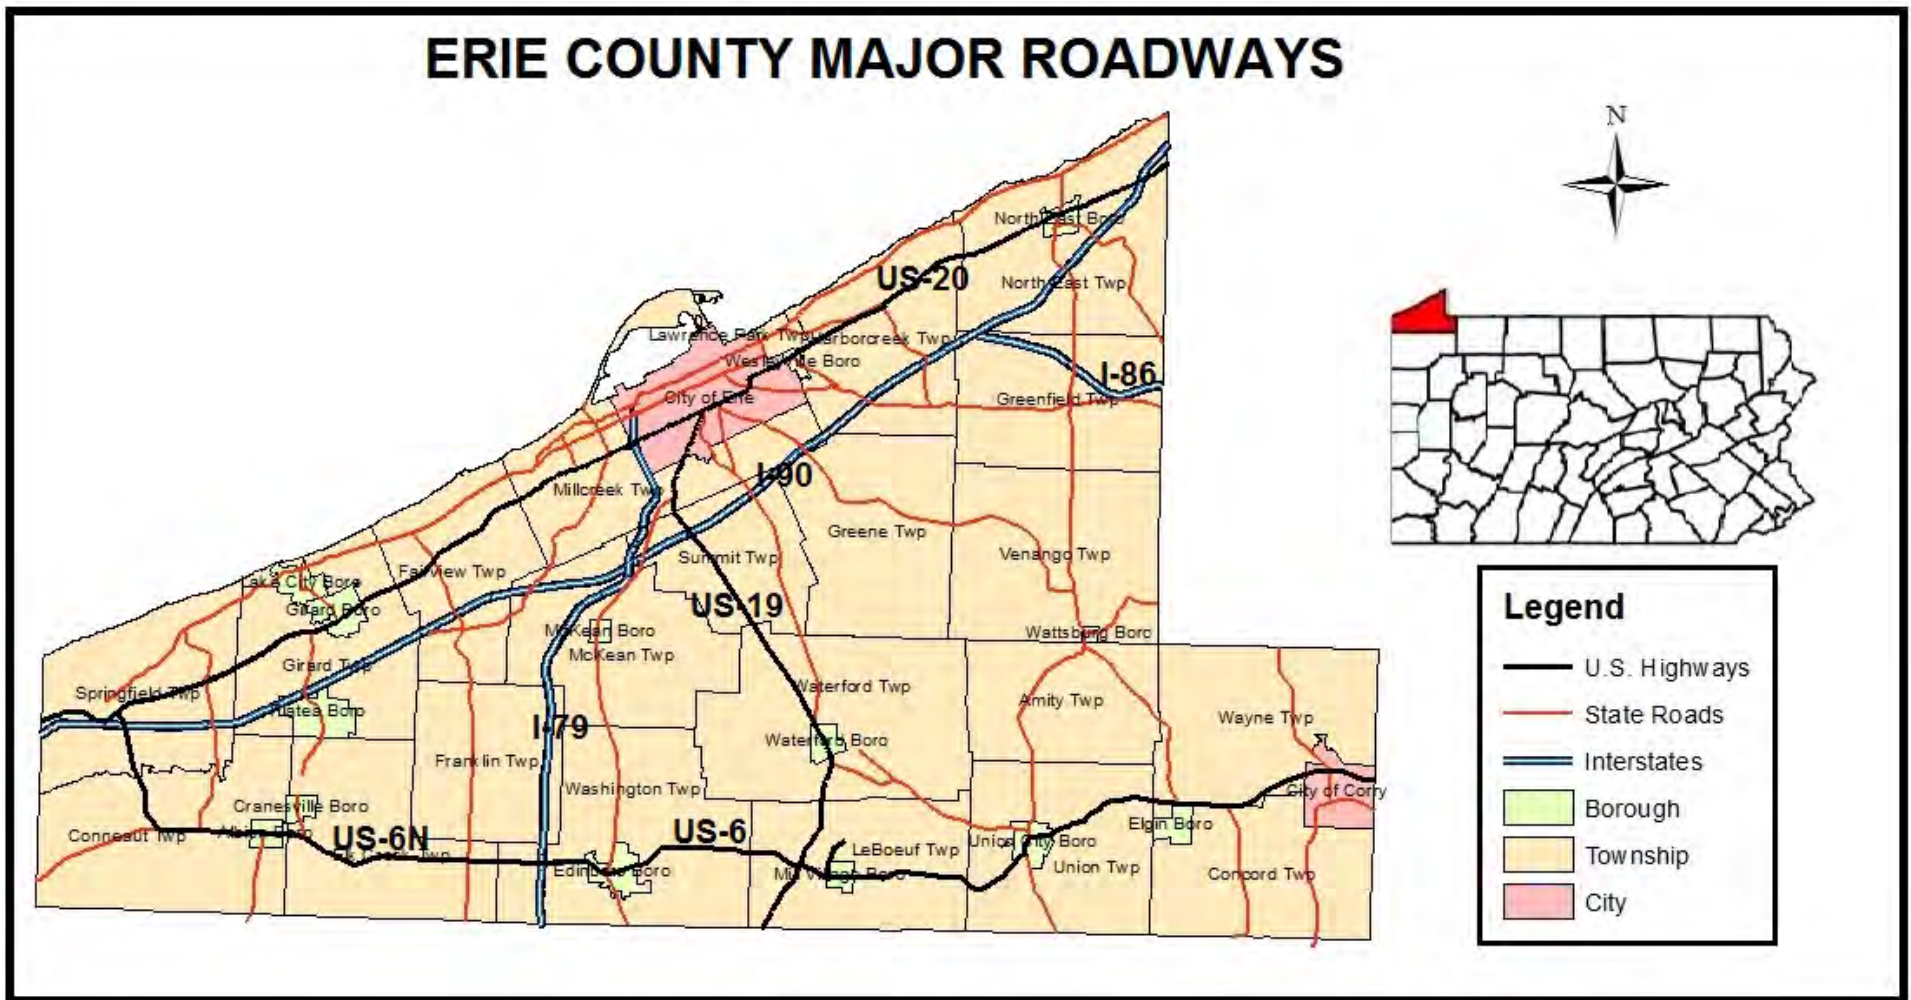 ERIE COUNTY MAJOR ROADWAYS
N
North East Boro
US-20
North East Twp
Lawrence Park Twp
Harborcreek Twp
Wesleyville Boro
I-86
City of Erie
Greenfield Twp
I-90
Millcreek Twp
Greene Twp
Summit Twp
Venango Twp
Fairview Twp
Lake City Boro
Girard Boro
US-19
McKean Boro
Wattsburg Boro
McKean Twp
Girard Twp
Springfield Twp
Waterford Twp
Amity Twp
Platea Boro
Wayne Twp
I-79
Waterford Boro
Franklin Twp
Washington Twp
City of Corry
Cranesville Boro
Conneaut Twp
Albion Boro
US-6N
US-6
Elgin Boro
Union City Boro
LeBoeuf Twp
Edinboro Boro
Mill Village Boro
Union Twp
Concord Twp
Legend
U.S. Highways
State Roads
Interstates
Borough
Township
City